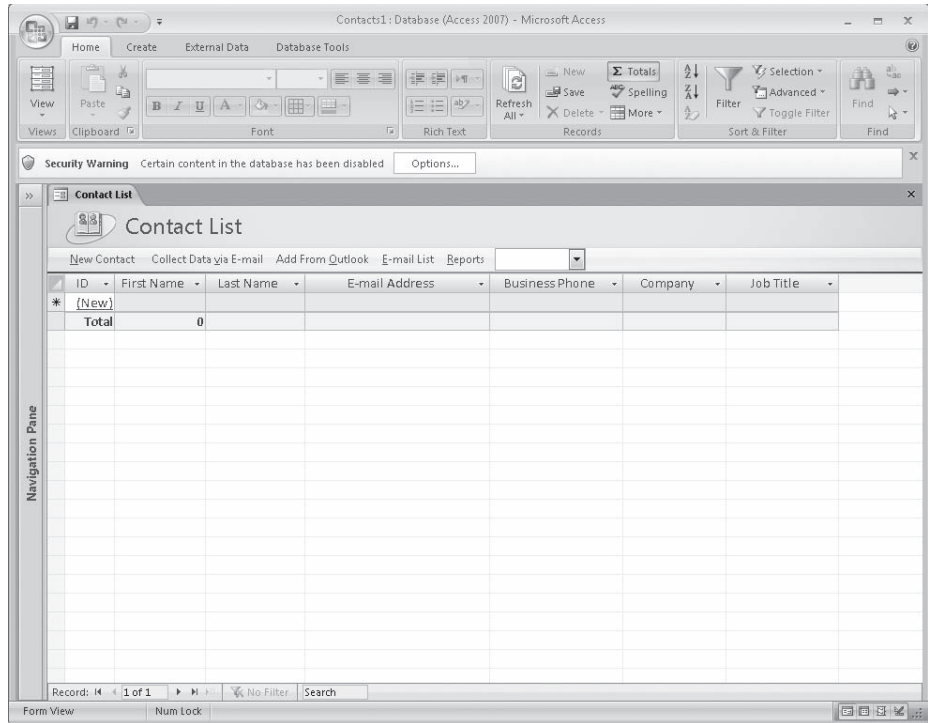 Contacts1 : Database (Access 2007) - Microsoft Access
Home Create External Data Database Tools
View
Paste
B I U A
Refresh All
New
Save
Delete
Σ Totals
Spelling
More
Filter
Selection
Advanced
Toggle Filter
Find
Views Clipboard Font Rich Text Records Sort & Filter Find
Security Warning Certain content in the database has been disabled Options...
Contact List
Contact List
New Contact Collect Data via E-mail Add From Outlook E-mail List Reports
ID First Name Last Name E-mail Address Business Phone Company Job Title
(New)
Total 0
Navigation Pane
Record: 1 of 1 No Filter Search
Form View Num Lock